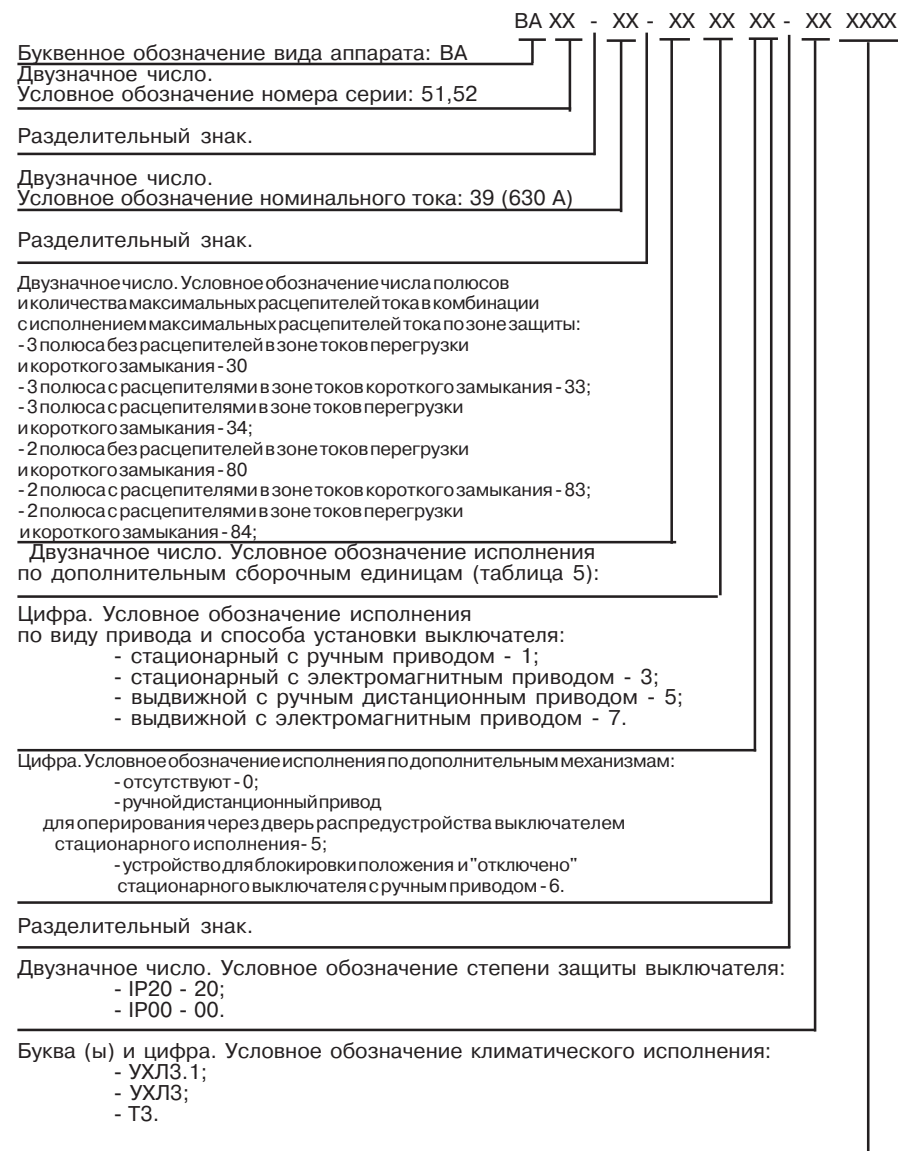 ВА ХХ - ХХ - ХХ ХХ ХХ - ХХ ХХХХ
Буквенное обозначение вида аппарата: ВА
Двузначное число.
Условное обозначение номера серии: 51,52
Разделительный знак.
Двузначное число.
Условное обозначение номинального тока: 39 (630 А)
Разделительный знак.
Двузначное число. Условное обозначение числа полюсов
и количества максимальных расцепителей тока в комбинации
с исполнением максимальных расцепителей тока по зоне защиты:
- 3 полюса без расцепителей в зоне токов перегрузки
и короткого замыкания - 30
- 3 полюса с расцепителями в зоне токов короткого замыкания - 33;
- 3 полюса с расцепителями в зоне токов перегрузки
и короткого замыкания - 34;
- 2 полюса без расцепителей в зоне токов перегрузки
и короткого замыкания - 80
- 2 полюса с расцепителями в зоне токов короткого замыкания - 83;
- 2 полюса с расцепителями в зоне токов перегрузки
и короткого замыкания - 84;
Двузначное число. Условное обозначение исполнения
по дополнительным сборочным единицам (таблица 5):
Цифра. Условное обозначение исполнения
по виду привода и способа установки выключателя:
- стационарный с ручным приводом - 1;
- стационарный с электромагнитным приводом - 3;
- выдвижной с ручным дистанционным приводом - 5;
- выдвижной с электромагнитным приводом - 7.
Цифра. Условное обозначение исполнения по дополнительным механизмам:
- отсутствуют - 0;
- ручной дистанционный привод
для оперирования через дверь распредустройства выключателем
стационарного исполнения - 5;
- устройство для блокировки положения и "отключено"
стационарного выключателя с ручным приводом - 6.
Разделительный знак.
Двузначное число. Условное обозначение степени защиты выключателя:
- IP20 - 20;
- IP00 - 00.
Буква (ы) и цифра. Условное обозначение климатического исполнения:
- УХЛ3.1;
- УХЛ3;
- Т3.